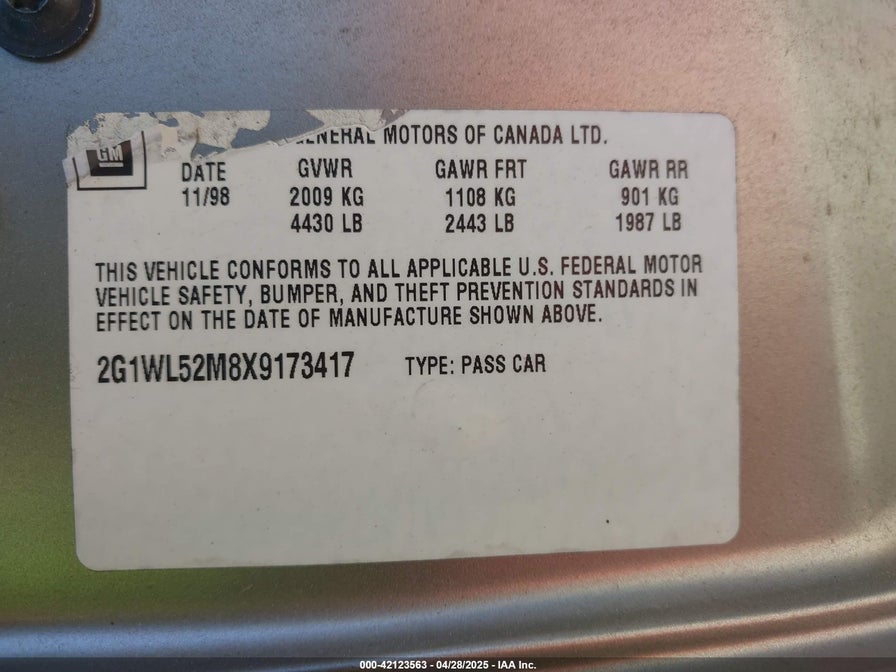 GM
GENERAL MOTORS OF CANADA LTD.
DATE GVWR GAWR FRT GAWR RR
11/98 2009 KG 1108 KG 901 KG
4430 LB 2443 LB 1987 LB
THIS VEHICLE CONFORMS TO ALL APPLICABLE U.S. FEDERAL MOTOR
VEHICLE SAFETY, BUMPER, AND THEFT PREVENTION STANDARDS IN
EFFECT ON THE DATE OF MANUFACTURE SHOWN ABOVE.
2G1WL52M8X9173417 TYPE: PASS CAR
000-42123563 - 04/28/2025 - IAA Inc.